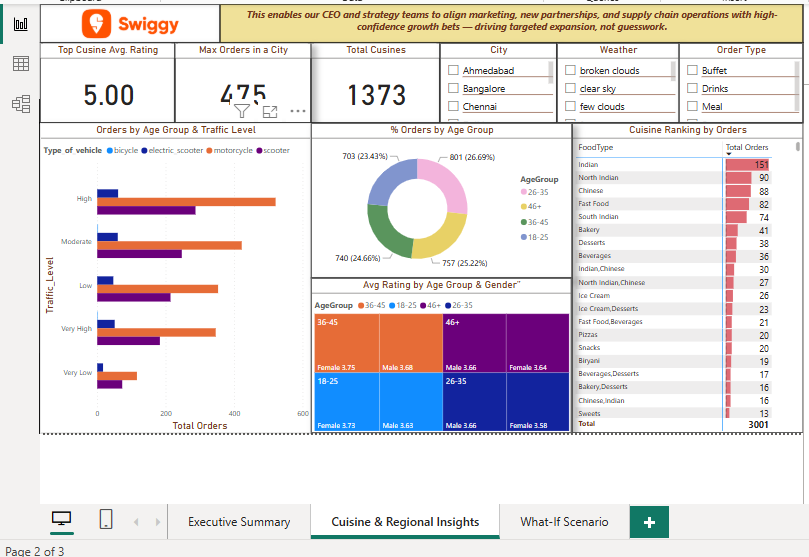 Swiggy
This enables our CEO and strategy teams to align marketing, new partnerships, and supply chain operations with high-
confidence growth bets — driving targeted expansion, not guesswork.
Top Cusine Avg. Rating
5.00
Max Orders in a City
475
Total Cusines
1373
City
Ahmedabad
Bangalore
Chennai
Weather
broken clouds
clear sky
few clouds
Order Type
Buffet
Drinks
Meal
Orders by Age Group & Traffic Level
Type_of_vehicle bicycle electric_scooter motorcycle scooter
Traffic_Level
High
Moderate
Low
Very High
Very Low
0 200 400 600
Total Orders
% Orders by Age Group
703 (23.43%)
801 (26.69%)
740 (24.66%)
757 (25.22%)
AgeGroup
26-35
46+
36-45
18-25
Avg Rating by Age Group & Gender"
AgeGroup 36-45 18-25 46+ 26-35
36-45
Female 3.75
Male 3.68
46+
Male 3.66
Female 3.64
18-25
Female 3.73
Male 3.63
26-35
Male 3.66
Female 3.58
Cuisine Ranking by Orders
FoodType Total Orders
Indian 151
North Indian 90
Chinese 88
Fast Food 82
South Indian 74
Bakery 41
Desserts 38
Beverages 36
Indian,Chinese 30
North Indian,Chinese 27
Ice Cream 26
Ice Cream,Desserts 23
Fast Food,Beverages 21
Pizzas 20
Snacks 20
Biryani 19
Beverages,Desserts 17
Bakery,Desserts 16
Chinese,Indian 16
Sweets 13
Total 3001
Executive Summary
Cuisine & Regional Insights
What-If Scenario
Page 2 of 3